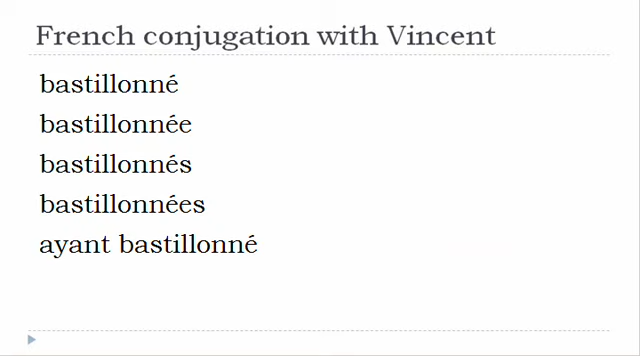 French conjugation with Vincent
bastillonné
bastillonnée
bastillonnés
bastillonnées
ayant bastillonné